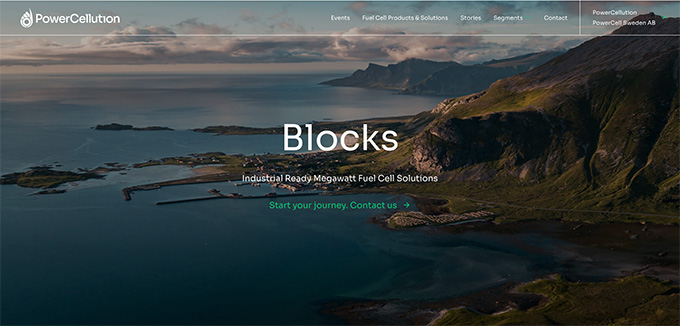 PowerCellution
Events
Fuel Cell Products & Solutions
Stories
Segments
Contact
PowerCellution
PowerCell Sweden AB
Blocks
Industrial Ready Megawatt Fuel Cell Solutions
Start your journey. Contact us →